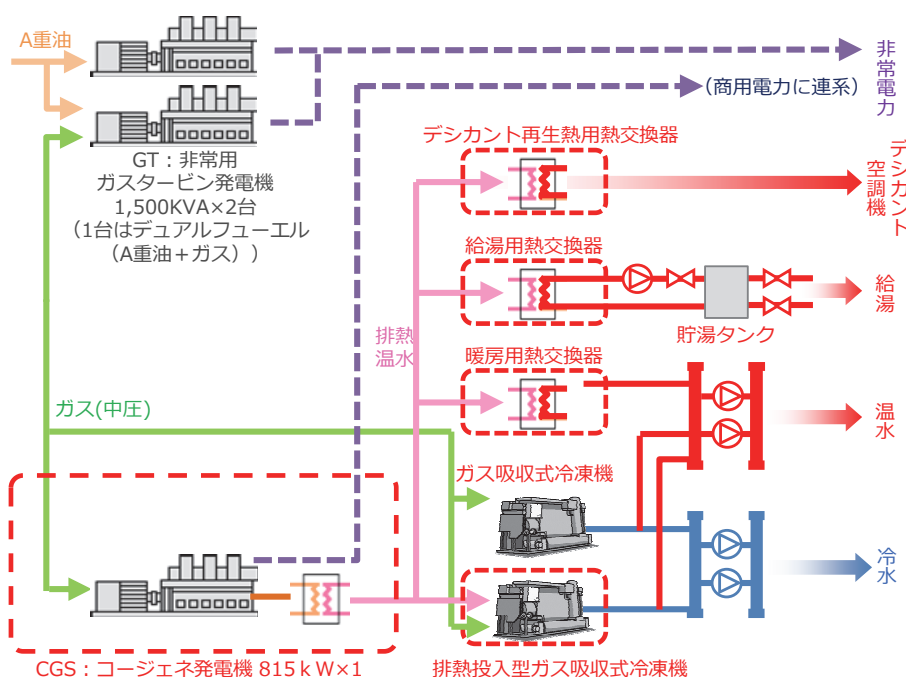 A重油
非常電力
(商用電力に連系)
デシカント再生熱用熱交換器
デシカント
空調機
GT：非常用
ガスタービン発電機
1,500KVA×2台
（1台はデュアルフューエル
（A重油＋ガス））
給湯用熱交換器
給湯
貯湯タンク
排熱
温水
暖房用熱交換器
温水
ガス(中圧)
ガス吸収式冷凍機
冷水
CGS：コージェネ発電機 815ｋW×1
排熱投入型ガス吸収式冷凍機